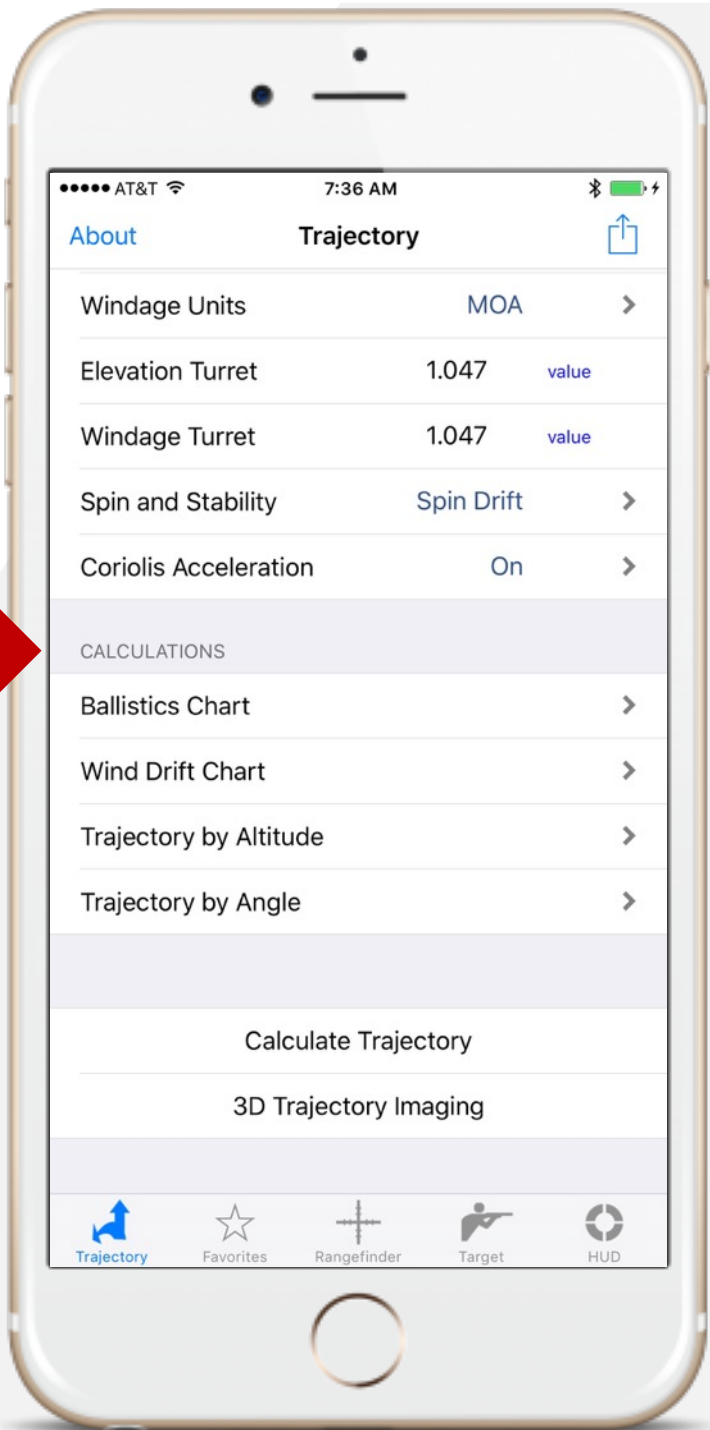 AT&T 7:36 AM
About Trajectory
Windage Units MOA
Elevation Turret 1.047 value
Windage Turret 1.047 value
Spin and Stability Spin Drift
Coriolis Acceleration On
CALCULATIONS
Ballistics Chart
Wind Drift Chart
Trajectory by Altitude
Trajectory by Angle
Calculate Trajectory
3D Trajectory Imaging
Trajectory Favorites Rangefinder Target HUD